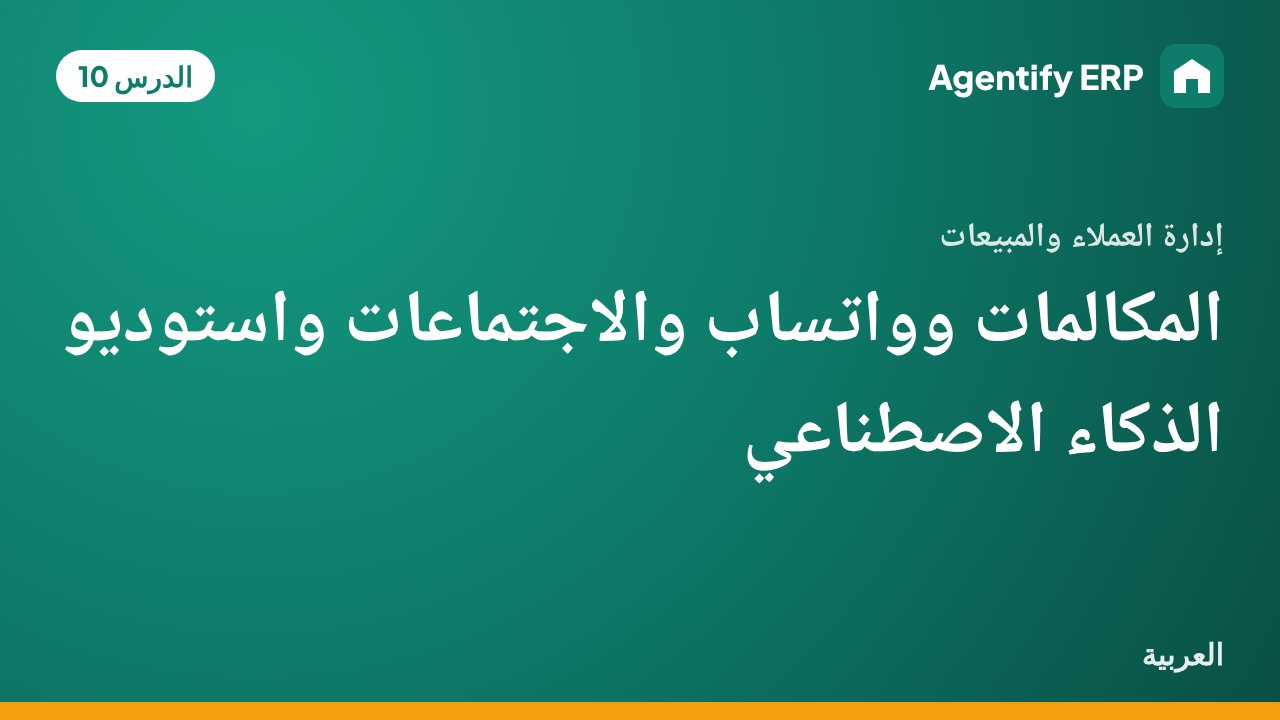 Agentify ERP
الدرس 10
إدارة العملاء والمبيعات
المكالمات وواتساب والاجتماعات واستوديو
الذكاء الاصطناعي
العربية